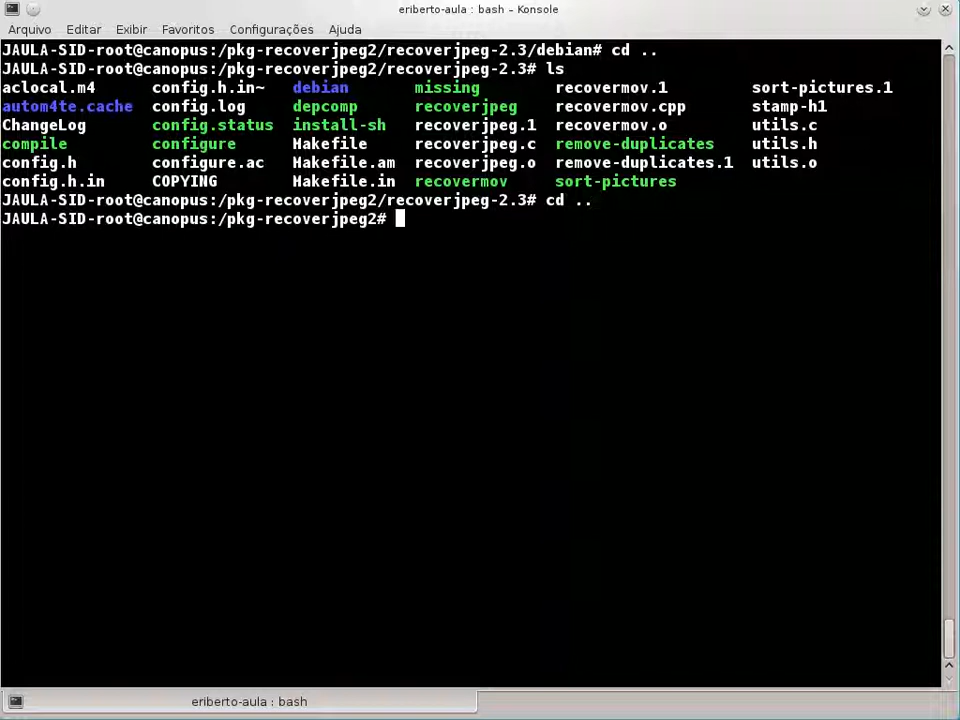 eriberto-aula : bash – Konsole
Arquivo Editar Exibir Favoritos Configurações Ajuda
JAULA-SID-root@canopus:/pkg-recoverjpeg2/recoverjpeg-2.3/debian# cd ..
JAULA-SID-root@canopus:/pkg-recoverjpeg2/recoverjpeg-2.3# ls
aclocal.m4 config.h.in~ debian missing recovermov.1 sort-pictures.1
autom4te.cache config.log depcomp recoverjpeg recovermov.cpp stamp-h1
ChangeLog config.status install-sh recoverjpeg.1 recovermov.o utils.c
compile configure Makefile recoverjpeg.c remove-duplicates utils.h
config.h configure.ac Makefile.am recoverjpeg.o remove-duplicates.1 utils.o
config.h.in COPYING Makefile.in recovermov sort-pictures
JAULA-SID-root@canopus:/pkg-recoverjpeg2/recoverjpeg-2.3# cd ..
JAULA-SID-root@canopus:/pkg-recoverjpeg2#
eriberto-aula : bash